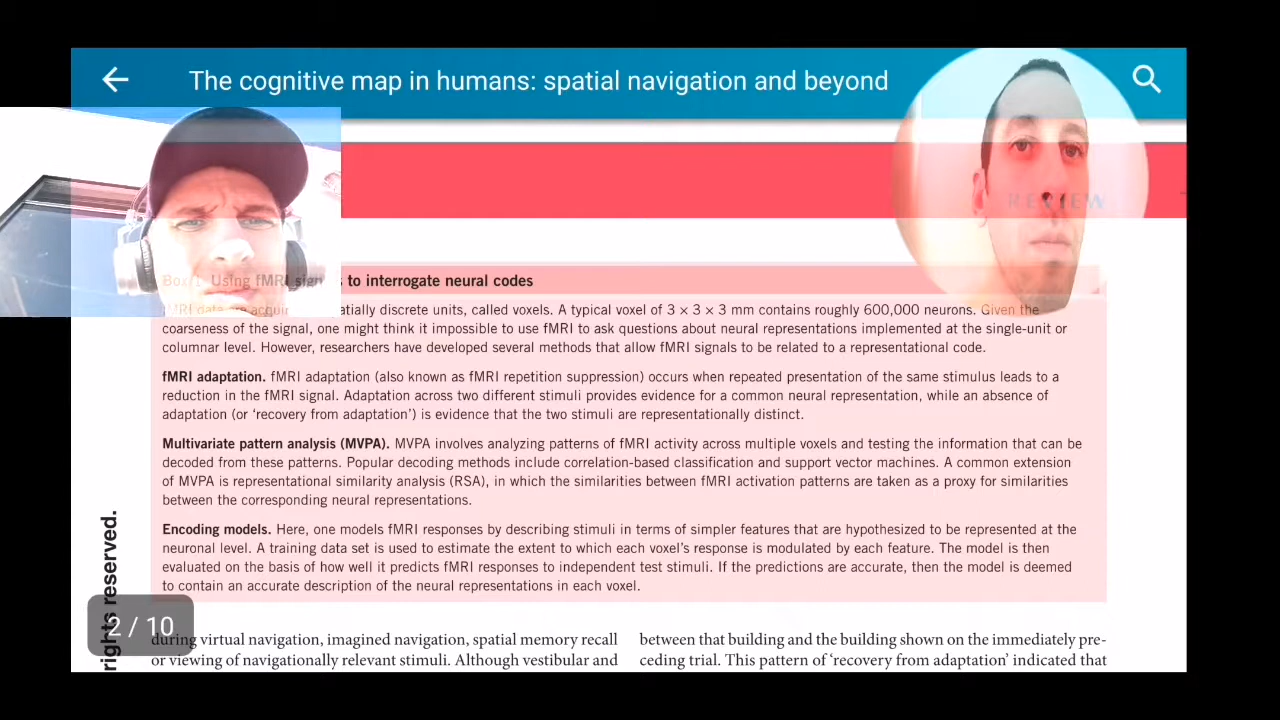 The cognitive map in humans: spatial navigation and beyond
REVIEW
Box 1 Using fMRI signals to interrogate neural codes
fMRI data are acquired spatially discrete units, called voxels. A typical voxel of 3 × 3 × 3 mm contains roughly 600,000 neurons. Given the
coarseness of the signal, one might think it impossible to use fMRI to ask questions about neural representations implemented at the single-unit or
columnar level. However, researchers have developed several methods that allow fMRI signals to be related to a representational code.
fMRI adaptation. fMRI adaptation (also known as fMRI repetition suppression) occurs when repeated presentation of the same stimulus leads to a
reduction in the fMRI signal. Adaptation across two different stimuli provides evidence for a common neural representation, while an absence of
adaptation (or ‘recovery from adaptation’) is evidence that the two stimuli are representationally distinct.
Multivariate pattern analysis (MVPA). MVPA involves analyzing patterns of fMRI activity across multiple voxels and testing the information that can be
decoded from these patterns. Popular decoding methods include correlation-based classification and support vector machines. A common extension
of MVPA is representational similarity analysis (RSA), in which the similarities between fMRI activation patterns are taken as a proxy for similarities
between the corresponding neural representations.
Encoding models. Here, one models fMRI responses by describing stimuli in terms of simpler features that are hypothesized to be represented at the
neuronal level. A training data set is used to estimate the extent to which each voxel’s response is modulated by each feature. The model is then
evaluated on the basis of how well it predicts fMRI responses to independent test stimuli. If the predictions are accurate, then the model is deemed
to contain an accurate description of the neural representations in each voxel.
rights reserved.
2 / 10
during virtual navigation, imagined navigation, spatial memory recall
or viewing of navigationally relevant stimuli. Although vestibular and
between that building and the building shown on the immediately pre-
ceding trial. This pattern of ‘recovery from adaptation’ indicated that